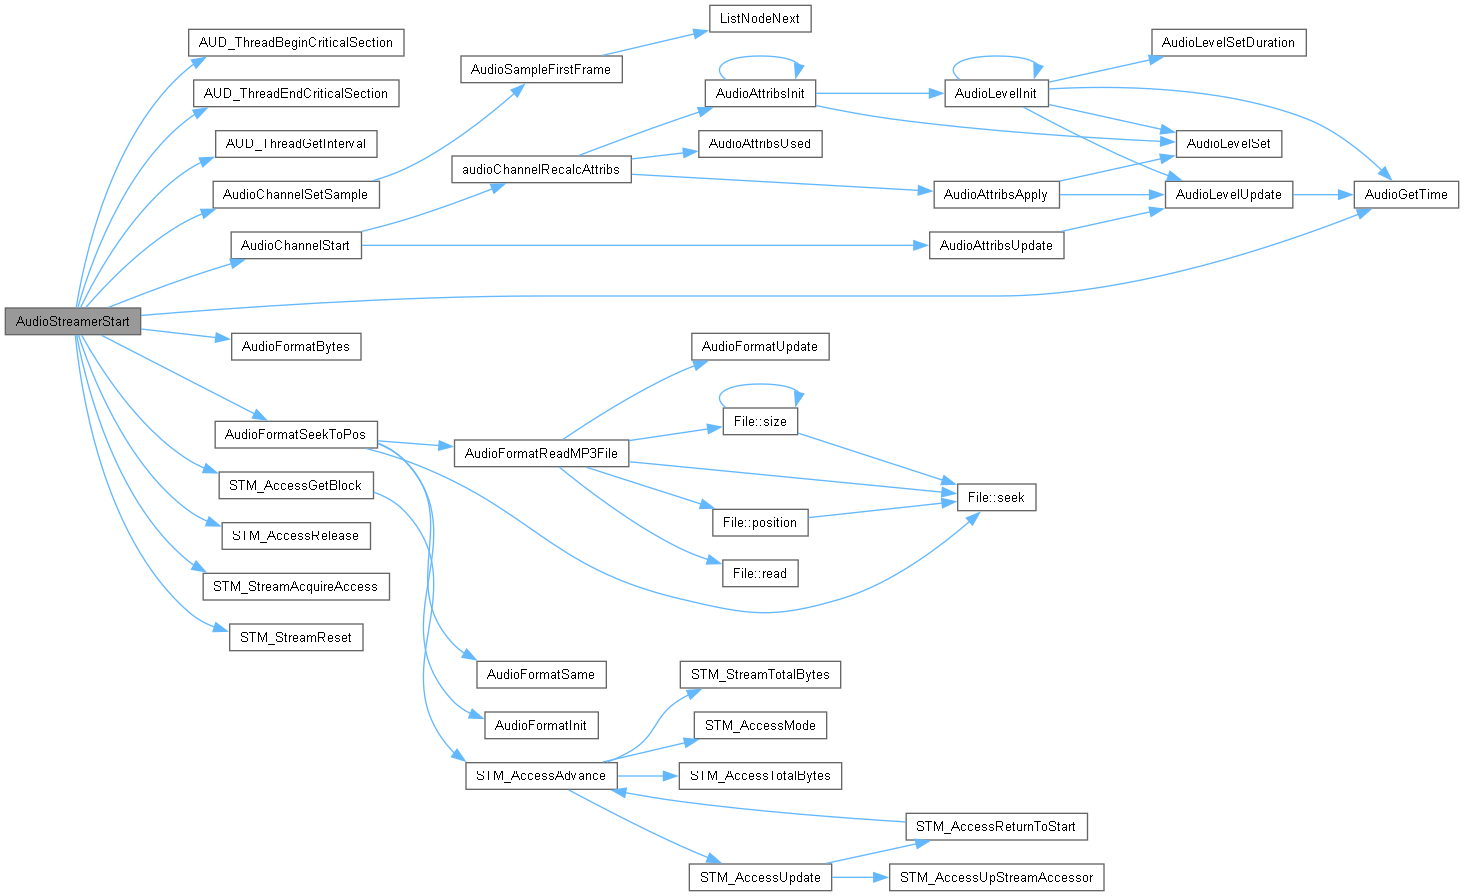 ListNodeNext
AUD_ThreadBeginCriticalSection
AudioLevelSetDuration
AudioSampleFirstFrame
AUD_ThreadEndCriticalSection
AudioAttribsInit
AudioLevelInit
AUD_ThreadGetInterval
AudioAttribsUsed
AudioLevelSet
audioChannelRecalcAttribs
AudioChannelSetSample
AudioAttribsApply
AudioLevelUpdate
AudioGetTime
AudioChannelStart
AudioAttribsUpdate
AudioStreamerStart
AudioFormatBytes
AudioFormatUpdate
File::size
AudioFormatSeekToPos
AudioFormatReadMP3File
STM_AccessGetBlock
File::seek
File::position
STM_AccessRelease
File::read
STM_StreamAcquireAccess
STM_StreamReset
AudioFormatSame
STM_StreamTotalBytes
AudioFormatInit
STM_AccessMode
STM_AccessAdvance
STM_AccessTotalBytes
STM_AccessReturnToStart
STM_AccessUpdate
STM_AccessUpStreamAccessor